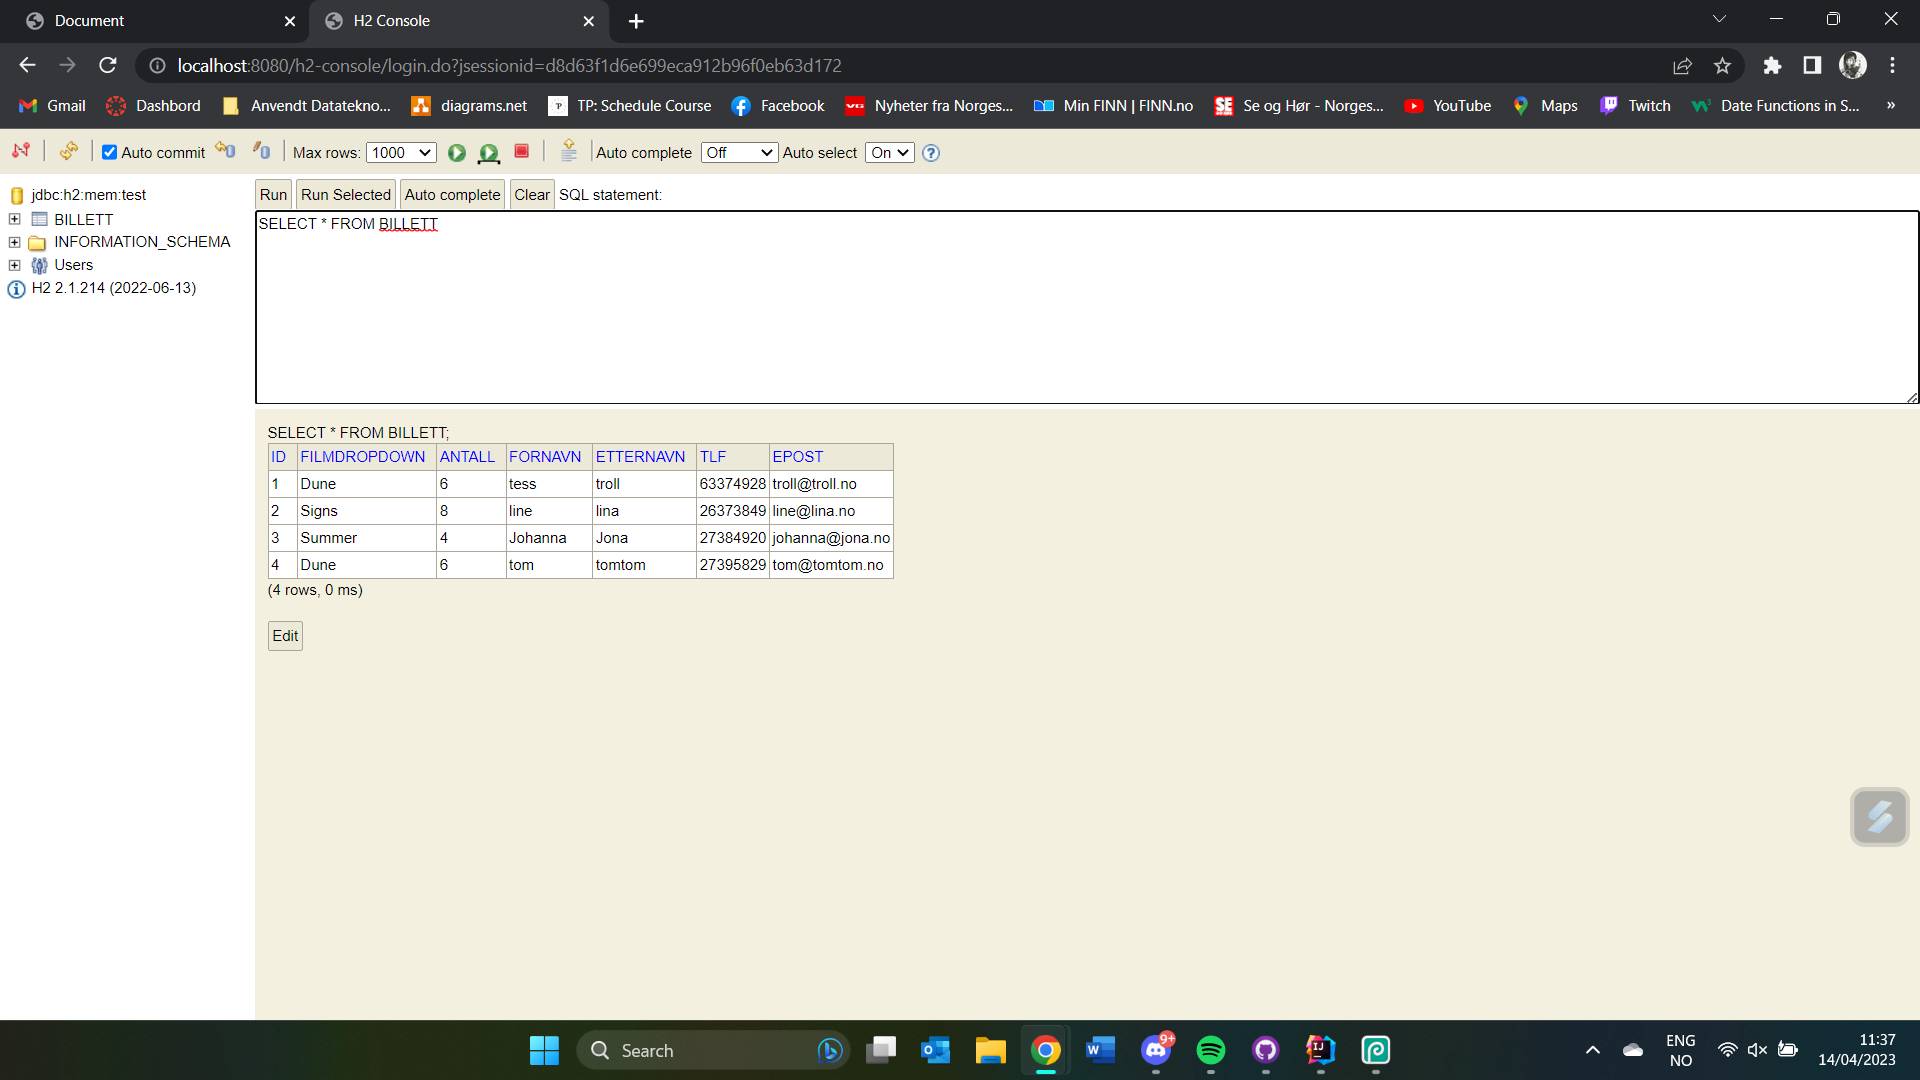 Document
H2 Console
localhost:8080/h2-console/login.do?jsessionid=d8d63f1d6e699eca912b96f0eb63d172
Gmail Dashbord Anvendt Datatekno... diagrams.net TP: Schedule Course Facebook Nyheter fra Norges... Min FINN | FINN.no Se og Hør - Norges... YouTube Maps Twitch Date Functions in S... »
Auto commit Max rows: 1000 Auto complete Off Auto select On ?
jdbc:h2:mem:test
BILLETT
INFORMATION_SCHEMA
Users
H2 2.1.214 (2022-06-13)
Run Run Selected Auto complete Clear SQL statement:
SELECT * FROM BILLETT
SELECT * FROM BILLETT;
ID FILMDROPDOWN ANTALL FORNAVN ETTERNAVN TLF EPOST
1 Dune 6 tess troll 63374928 troll@troll.no
2 Signs 8 line lina 26373849 line@lina.no
3 Summer 4 Johanna Jona 27384920 johanna@jona.no
4 Dune 6 tom tomtom 27395829 tom@tomtom.no
(4 rows, 0 ms)
Edit
Search
9+
ENG
NO
11:37
14/04/2023